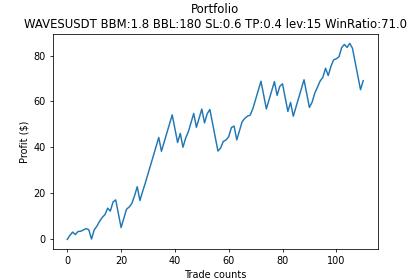 Portfolio
WAVESUSDT BBM:1.8 BBL:180 SL:0.6 TP:0.4 lev:15 WinRatio:71.0
Profit ($)
80
60
40
20
0
0 20 40 60 80 100
Trade counts